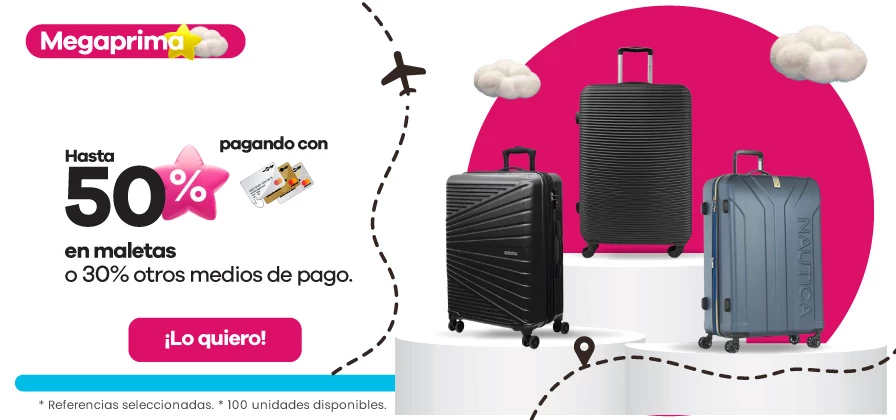 Megaprima
Hasta
50%
pagando con
en maletas
o 30% otros medios de pago.
¡Lo quiero!
* Referencias seleccionadas. * 100 unidades disponibles.
NAUTICA